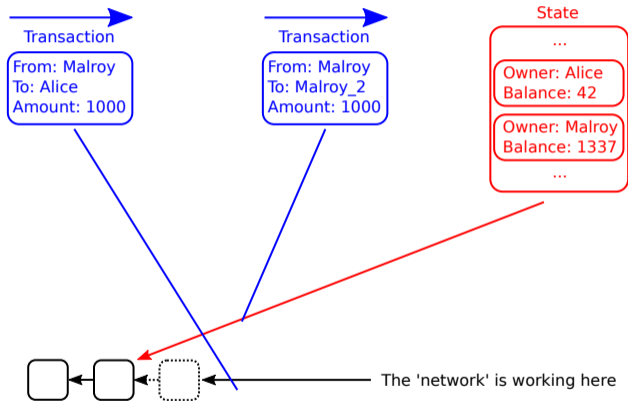 Transaction
From: Malroy
To: Alice
Amount: 1000
Transaction
From: Malroy
To: Malroy_2
Amount: 1000
State
...
Owner: Alice
Balance: 42
Owner: Malroy
Balance: 1337
...
The 'network' is working here